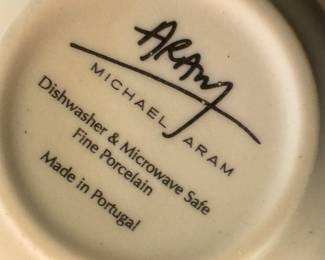 ARAM
MICHAEL ARAM
Dishwasher & Microwave Safe
Fine Porcelain
Made in Portugal